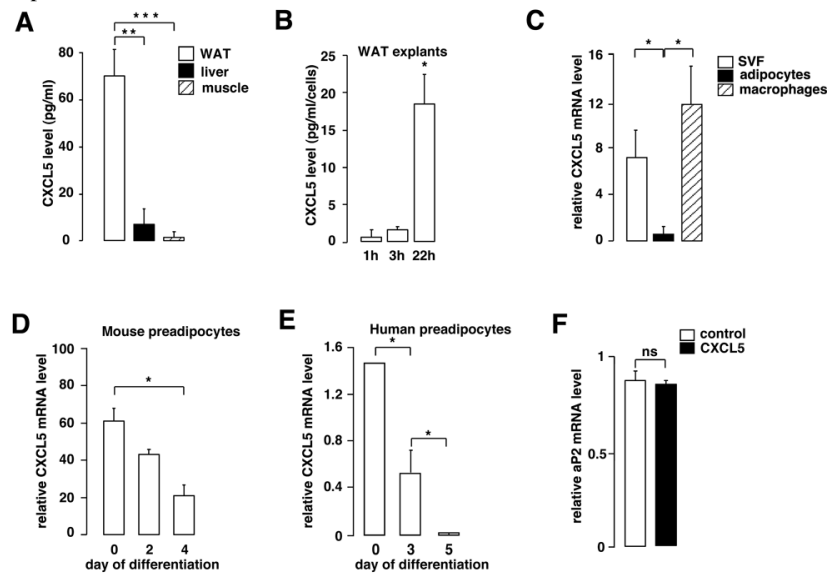 A
***
**
WAT
liver
muscle
CXCL5 level (pg/ml)
80
60
40
20
0
B
WAT explants
*
CXCL5 level (pg/ml/cells)
25
20
15
10
5
0
1h 3h 22h
C
* *
SVF
adipocytes
macrophages
relative CXCL5 mRNA level
16
12
8
4
0
D
Mouse preadipocytes
*
relative CXCL5 mRNA level
100
80
60
40
20
0
0 2 4
day of differentiation
E
Human preadipocytes
*
*
relative CXCL5 mRNA level
1.6
1.2
0.8
0.4
0
0 3 5
day of differentiation
F
control
CXCL5
ns
relative aP2 mRNA level
1
0.5
0